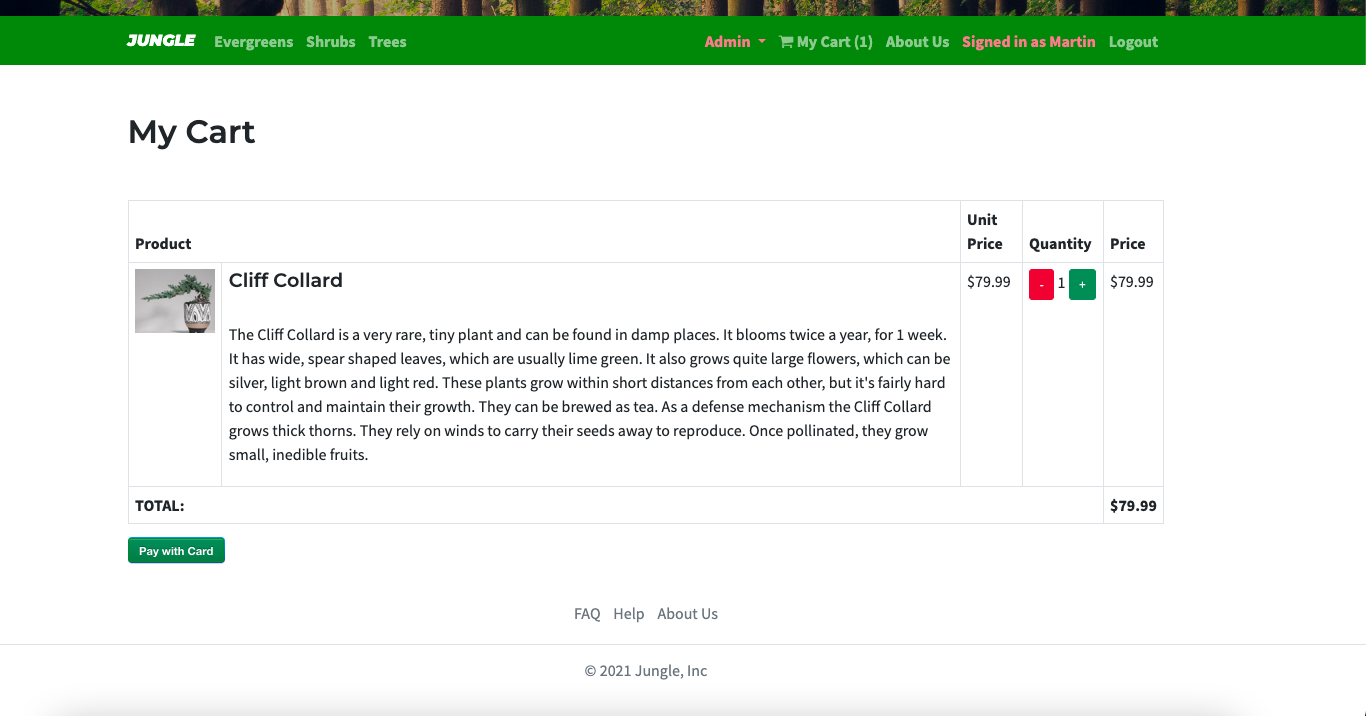 JUNGLE Evergreens Shrubs Trees Admin My Cart (1) About Us Signed in as Martin Logout
My Cart
Product Unit Price Quantity Price
Cliff Collard $79.99 - 1 + $79.99
The Cliff Collard is a very rare, tiny plant and can be found in damp places. It blooms twice a year, for 1 week.
It has wide, spear shaped leaves, which are usually lime green. It also grows quite large flowers, which can be
silver, light brown and light red. These plants grow within short distances from each other, but it's fairly hard
to control and maintain their growth. They can be brewed as tea. As a defense mechanism the Cliff Collard
grows thick thorns. They rely on winds to carry their seeds away to reproduce. Once pollinated, they grow
small, inedible fruits.
TOTAL: $79.99
Pay with Card
FAQ Help About Us
© 2021 Jungle, Inc